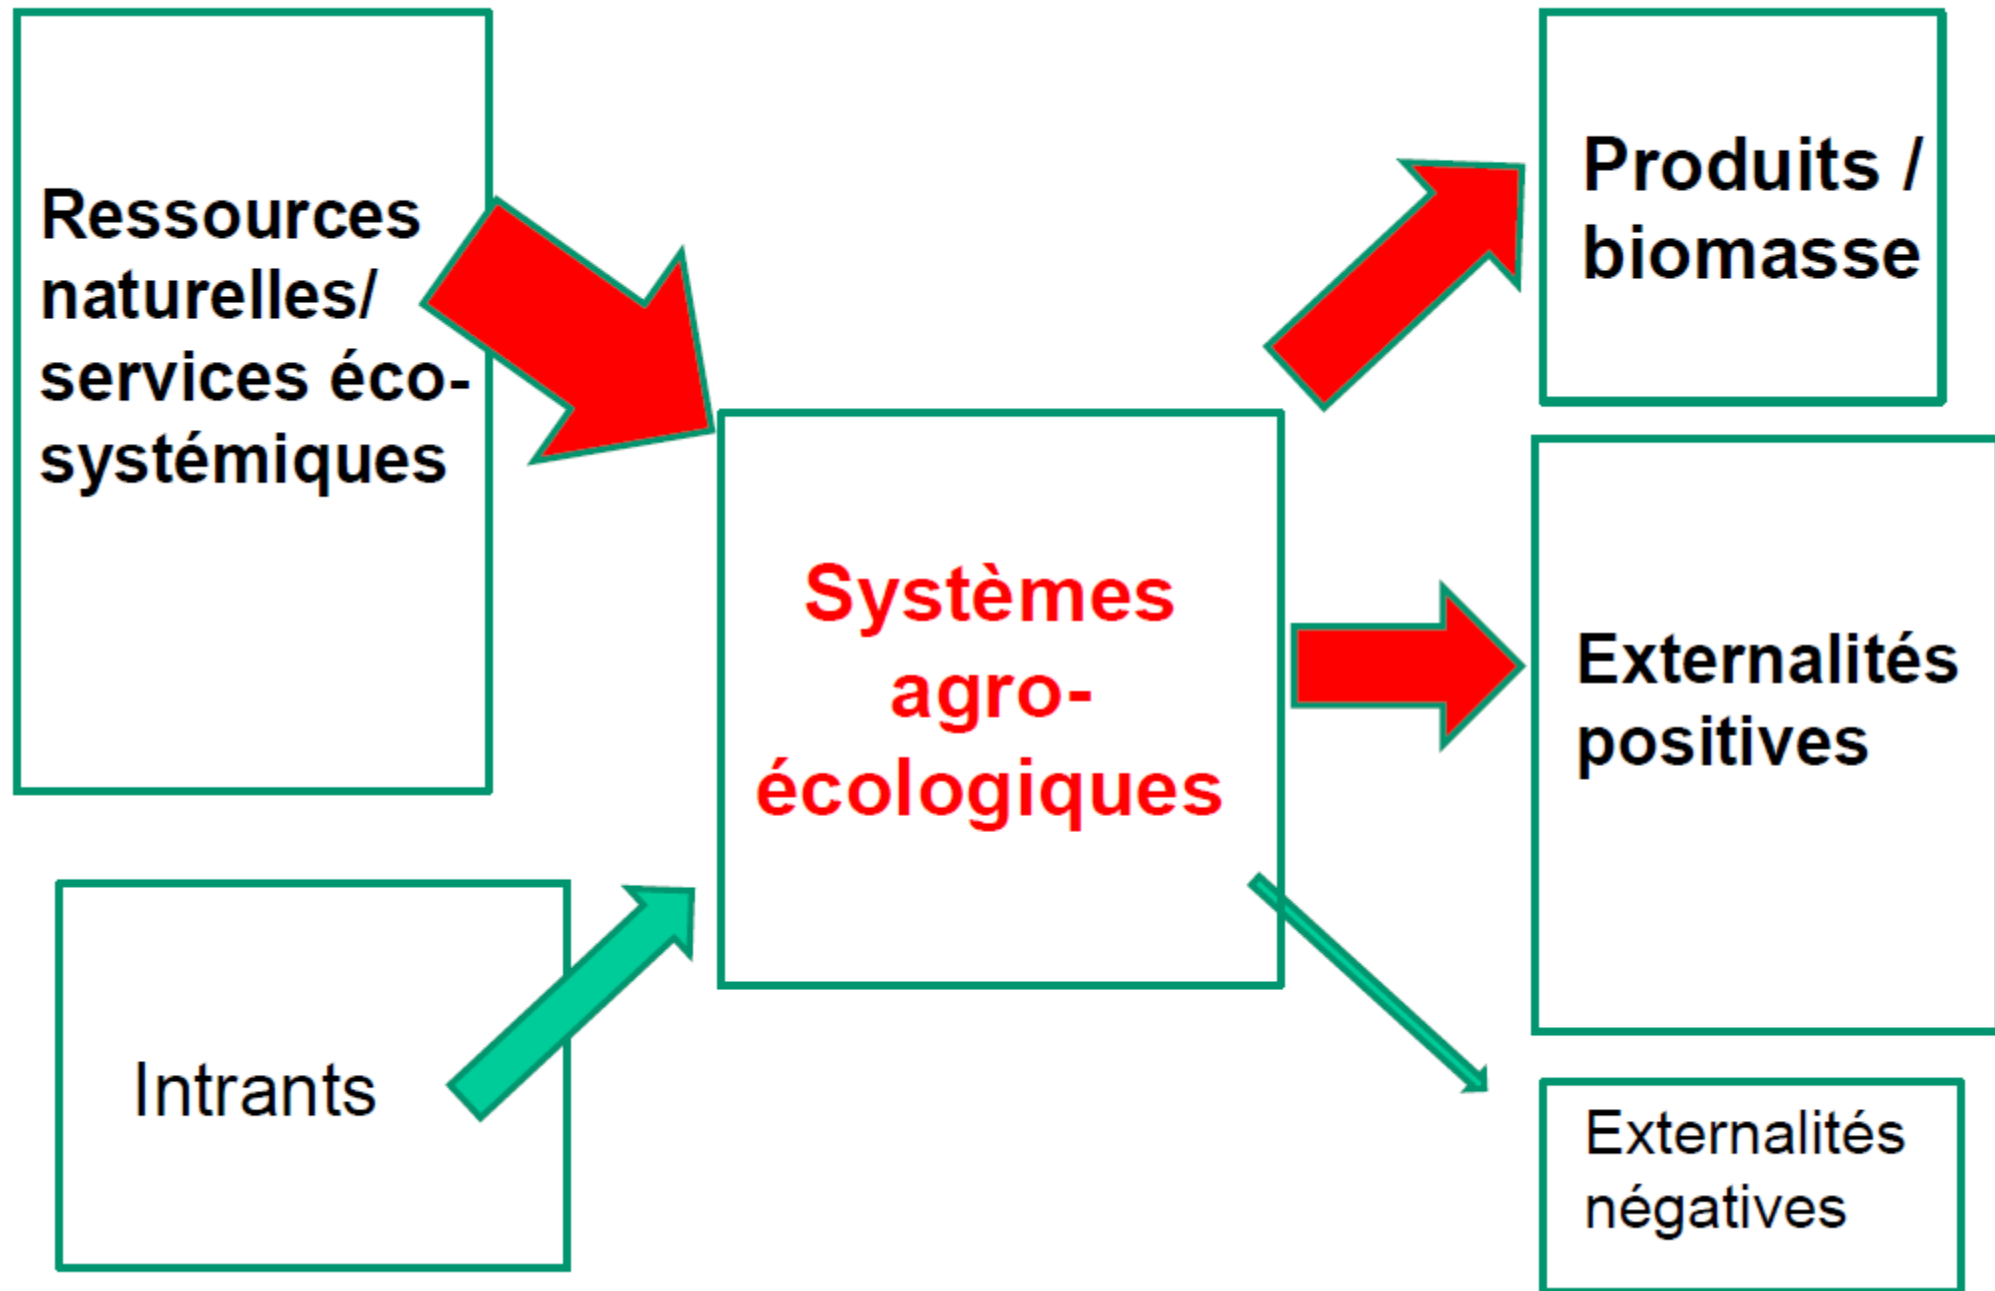 Ressources
naturelles/
services éco-
systémiques
Intrants
Systèmes
agro-
écologiques
Produits /
biomasse
Externalités
positives
Externalités
négatives